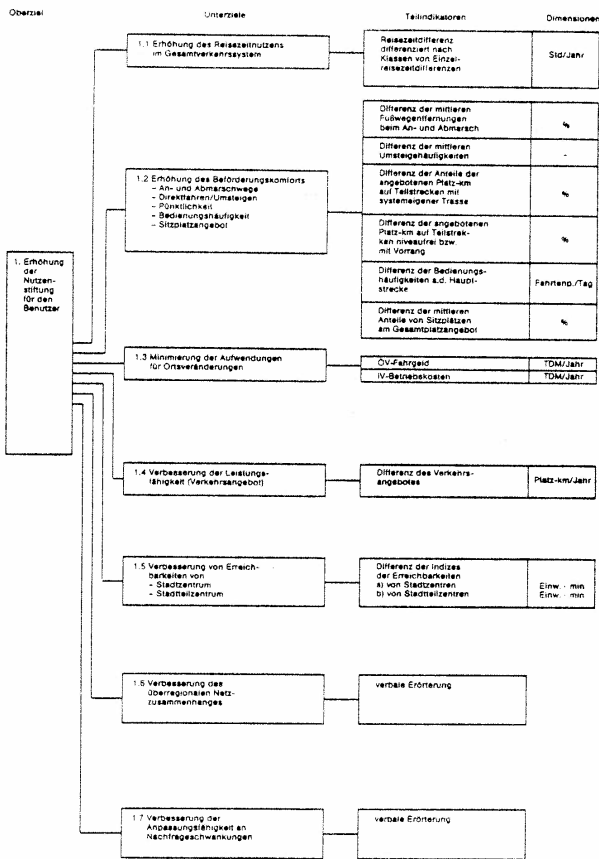 Oberziel
Unterziele
Teilindikatoren
Dimensionen
1. Erhöhung
der
Nutzen-
stiftung
für den
Benutzer
1.1 Erhöhung des Reisezeitnutzens
im Gesamtverkehrssystem
Reisezeitdifferenz
differenziert nach
Klassen von Einzel-
reisezeitdifferenzen
Std/Jahr
1.2 Erhöhung des Beförderungskomforts
- An- und Abmarschwege
- Direktfahren/Umsteigen
- Pünktlichkeit
- Bedienungshäufigkeit
- Sitzplatzangebot
Differenz der mittleren
Fußwegentfernungen
beim An- und Abmarsch
%
Differenz der mittleren
Umsteigehäufigkeiten
-
Differenz der Anteile der
angebotenen Platz-km
auf Teilstrecken mit
systemeigener Trasse
%
Differenz der angebotenen
Platz-km auf Teilstrek-
ken niveaufrei bzw.
mit Vorrang
%
Differenz der Bedienungs-
häufigkeiten a.d. Haupt-
strecke
Fahrtenp./Tag
Differenz der mittleren
Anteile von Sitzplätzen
am Gesamtplatzangebot
%
1.3 Minimierung der Aufwendungen
für Ortsveränderungen
ÖV-Fahrgeld
TDM/Jahr
IV-Betriebskosten
TDM/Jahr
1.4 Verbesserung der Leistungs-
fähigkeit (Verkehrsangebot)
Differenz des Verkehrs-
angebotes
Platz-km/Jahr
1.5 Verbesserung von Erreich-
barkeiten von
- Stadtzentrum
- Stadtteilzentrum
Differenz der Indizes
der Erreichbarkeiten
a) von Stadtzentren
b) von Stadtteilzentren
Einw. · min
Einw. · min
1.6 Verbesserung des
überregionalen Netz-
zusammenhanges
verbale Erörterung
1.7 Verbesserung der
Anpassungsfähigkeit an
Nachfrageschwankungen
verbale Erörterung